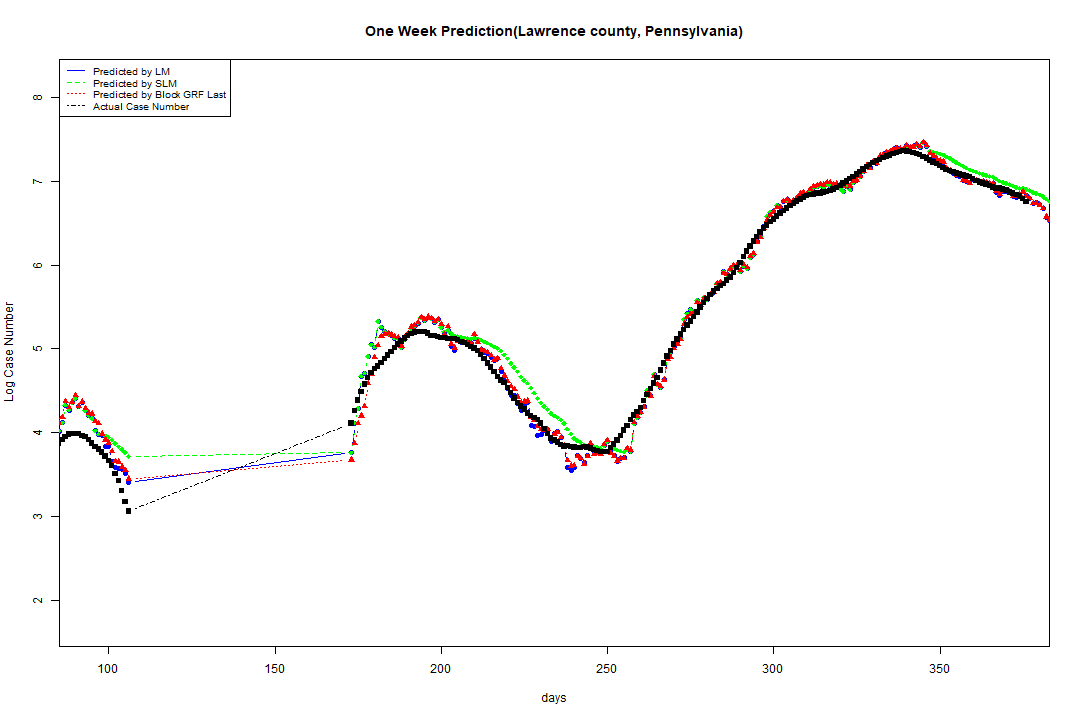 One Week Prediction(Lawrence county, Pennsylvania)
Predicted by LM
Predicted by SLM
Predicted by Block GRF Last
Actual Case Number
8
7
6
5
4
3
2
Log Case Number
100 150 200 250 300 350
days